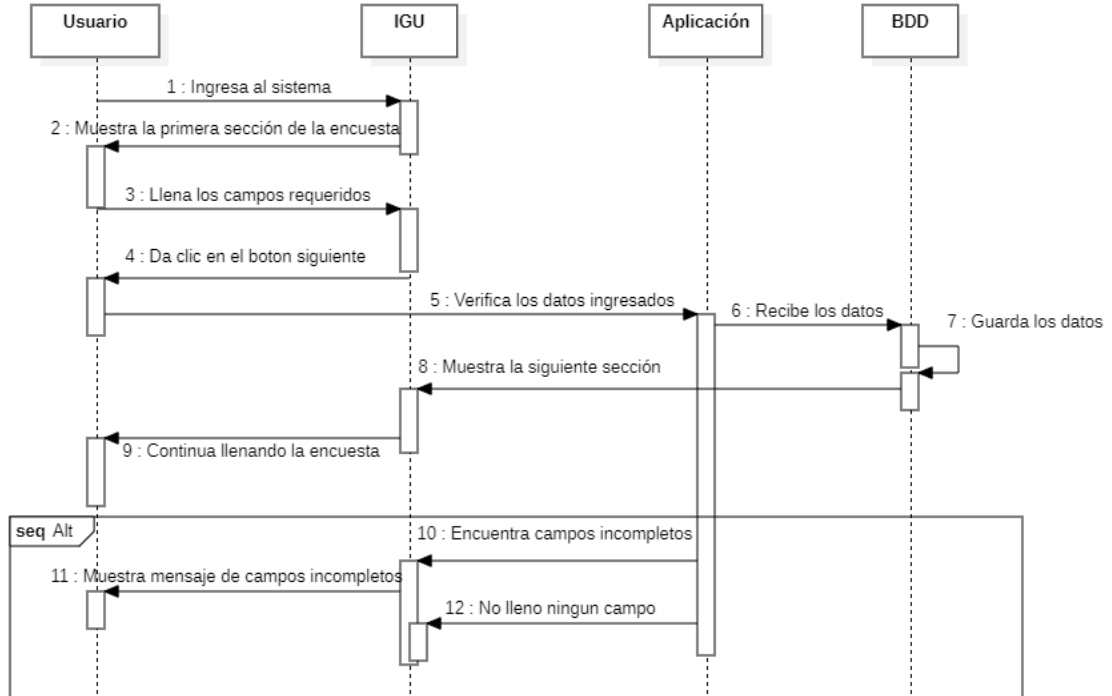 Usuario
IGU
Aplicación
BDD
1 : Ingresa al sistema
2 : Muestra la primera sección de la encuesta
3 : Llena los campos requeridos
4 : Da clic en el boton siguiente
5 : Verifica los datos ingresados
6 : Recibe los datos
7 : Guarda los datos
8 : Muestra la siguiente sección
9 : Continua llenando la encuesta
seq Alt
10 : Encuentra campos incompletos
11 : Muestra mensaje de campos incompletos
12 : No lleno ningun campo